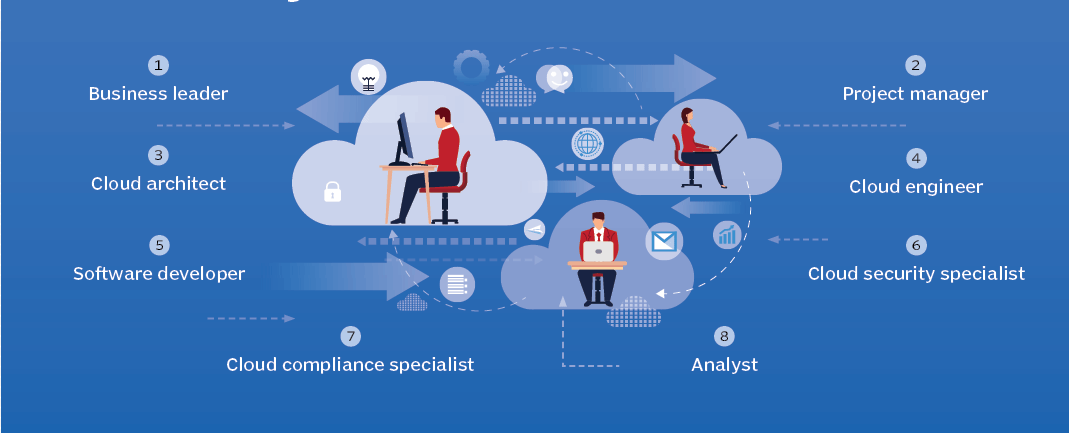 1
Business leader
2
Project manager
3
Cloud architect
4
Cloud engineer
5
Software developer
6
Cloud security specialist
7
Cloud compliance specialist
8
Analyst